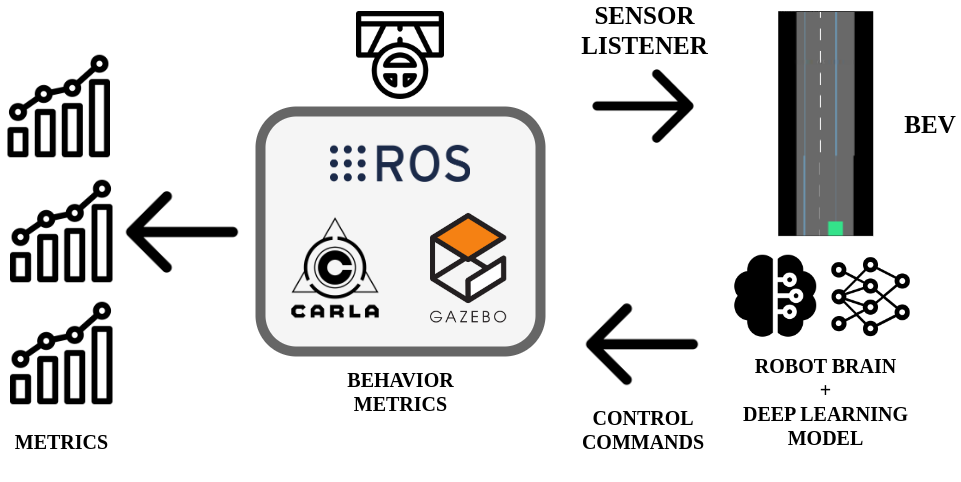 SENSOR
LISTENER
BEV
ROS
CARLA
GAZEBO
BEHAVIOR
METRICS
ROBOT BRAIN
+
DEEP LEARNING
MODEL
CONTROL
COMMANDS
METRICS